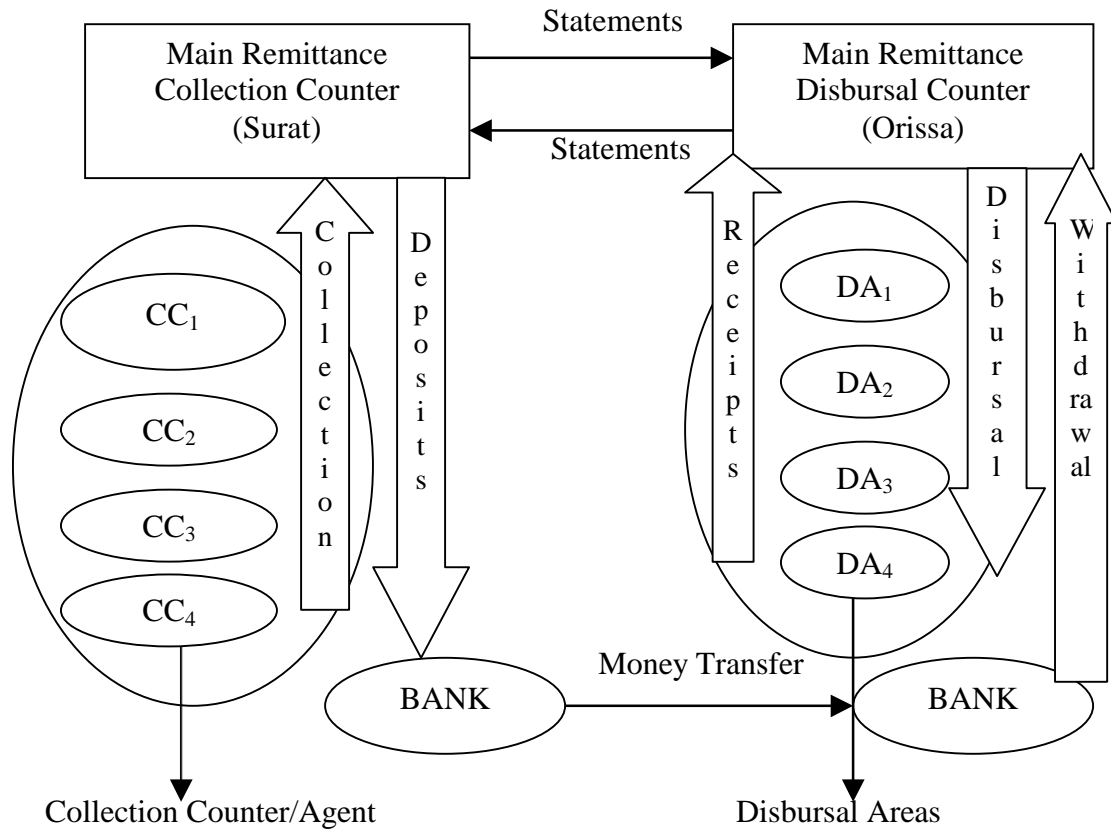 Statements
Main Remittance
Collection Counter
(Surat)
Main Remittance
Disbursal Counter
(Orissa)
Statements
Collection
Deposits
Receipts
Disbursal
Withdrawal
CC₁
CC₂
CC₃
CC₄
DA₁
DA₂
DA₃
DA₄
Money Transfer
BANK
BANK
Collection Counter/Agent
Disbursal Areas